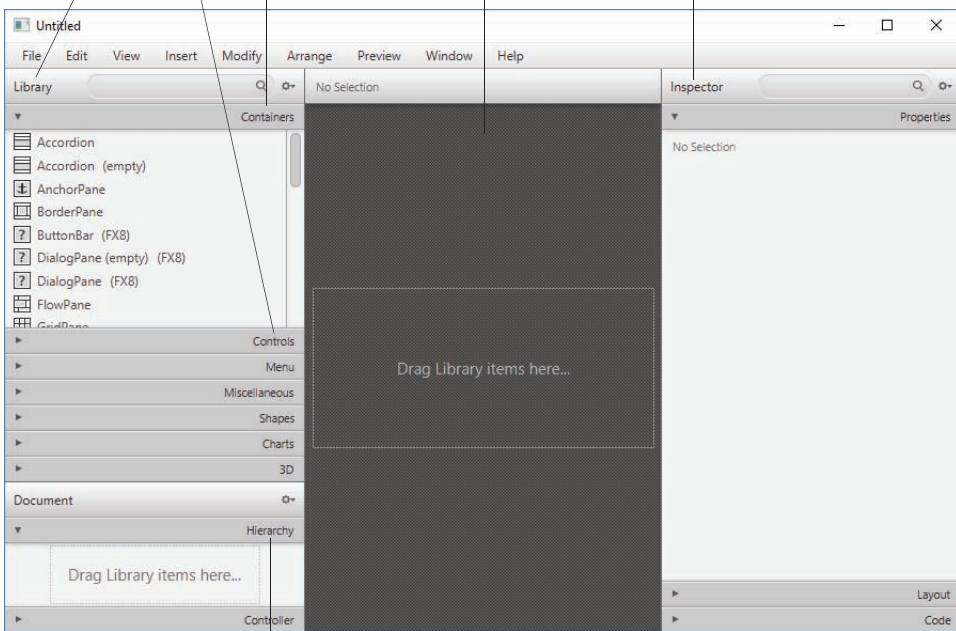 Untitled
File Edit View Insert Modify Arrange Preview Window Help
Library
No Selection
Inspector
Containers
Properties
Accordion
Accordion (empty)
AnchorPane
BorderPane
ButtonBar (FX8)
DialogPane (empty) (FX8)
DialogPane (FX8)
FlowPane
GridPane
No Selection
Controls
Menu
Miscellaneous
Shapes
Charts
3D
Drag Library items here...
Document
Hierarchy
Drag Library items here...
Controller
Layout
Code